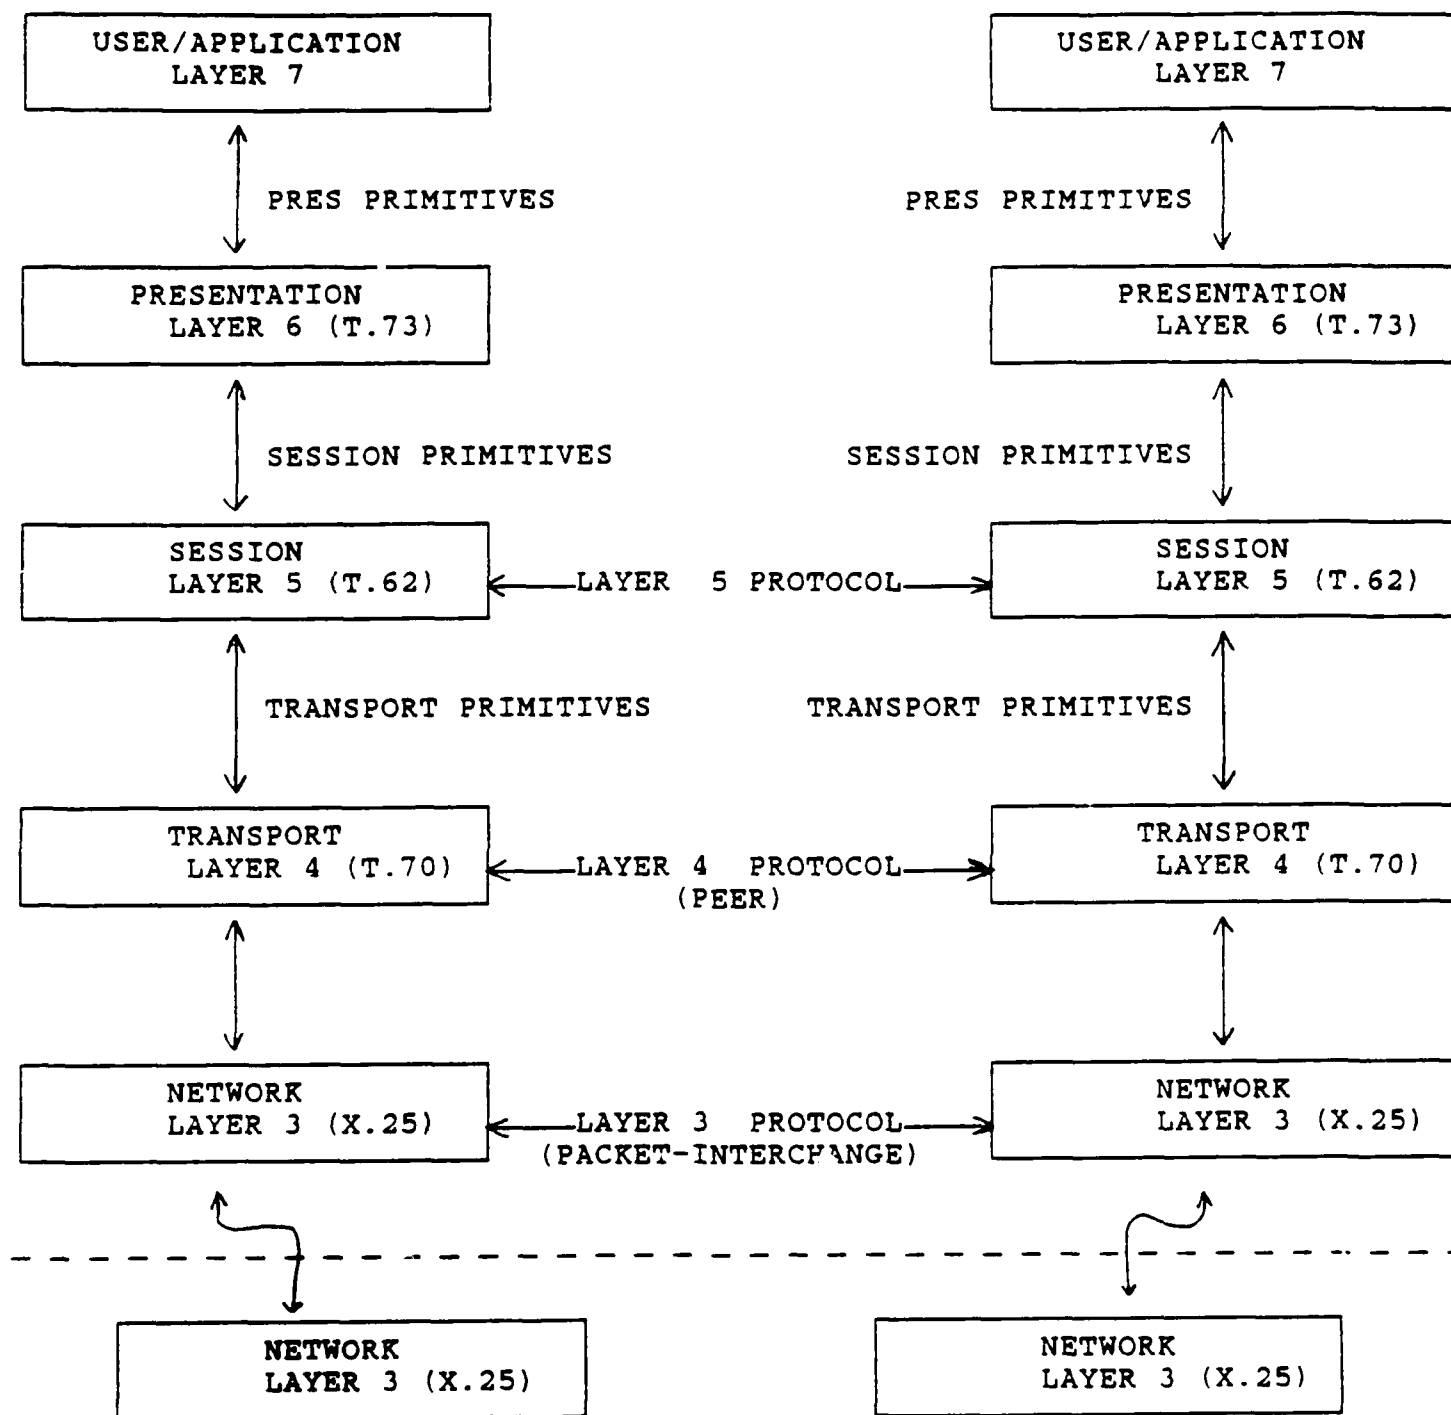 USER/APPLICATION
LAYER 7
USER/APPLICATION
LAYER 7
PRES PRIMITIVES
PRES PRIMITIVES
PRESENTATION
LAYER 6 (T.73)
PRESENTATION
LAYER 6 (T.73)
SESSION PRIMITIVES
SESSION PRIMITIVES
SESSION
LAYER 5 (T.62)
LAYER 5 PROTOCOL
SESSION
LAYER 5 (T.62)
TRANSPORT PRIMITIVES
TRANSPORT PRIMITIVES
TRANSPORT
LAYER 4 (T.70)
LAYER 4 PROTOCOL
(PEER)
TRANSPORT
LAYER 4 (T.70)
NETWORK
LAYER 3 (X.25)
LAYER 3 PROTOCOL
(PACKET-INTERCHANGE)
NETWORK
LAYER 3 (X.25)
NETWORK
LAYER 3 (X.25)
NETWORK
LAYER 3 (X.25)